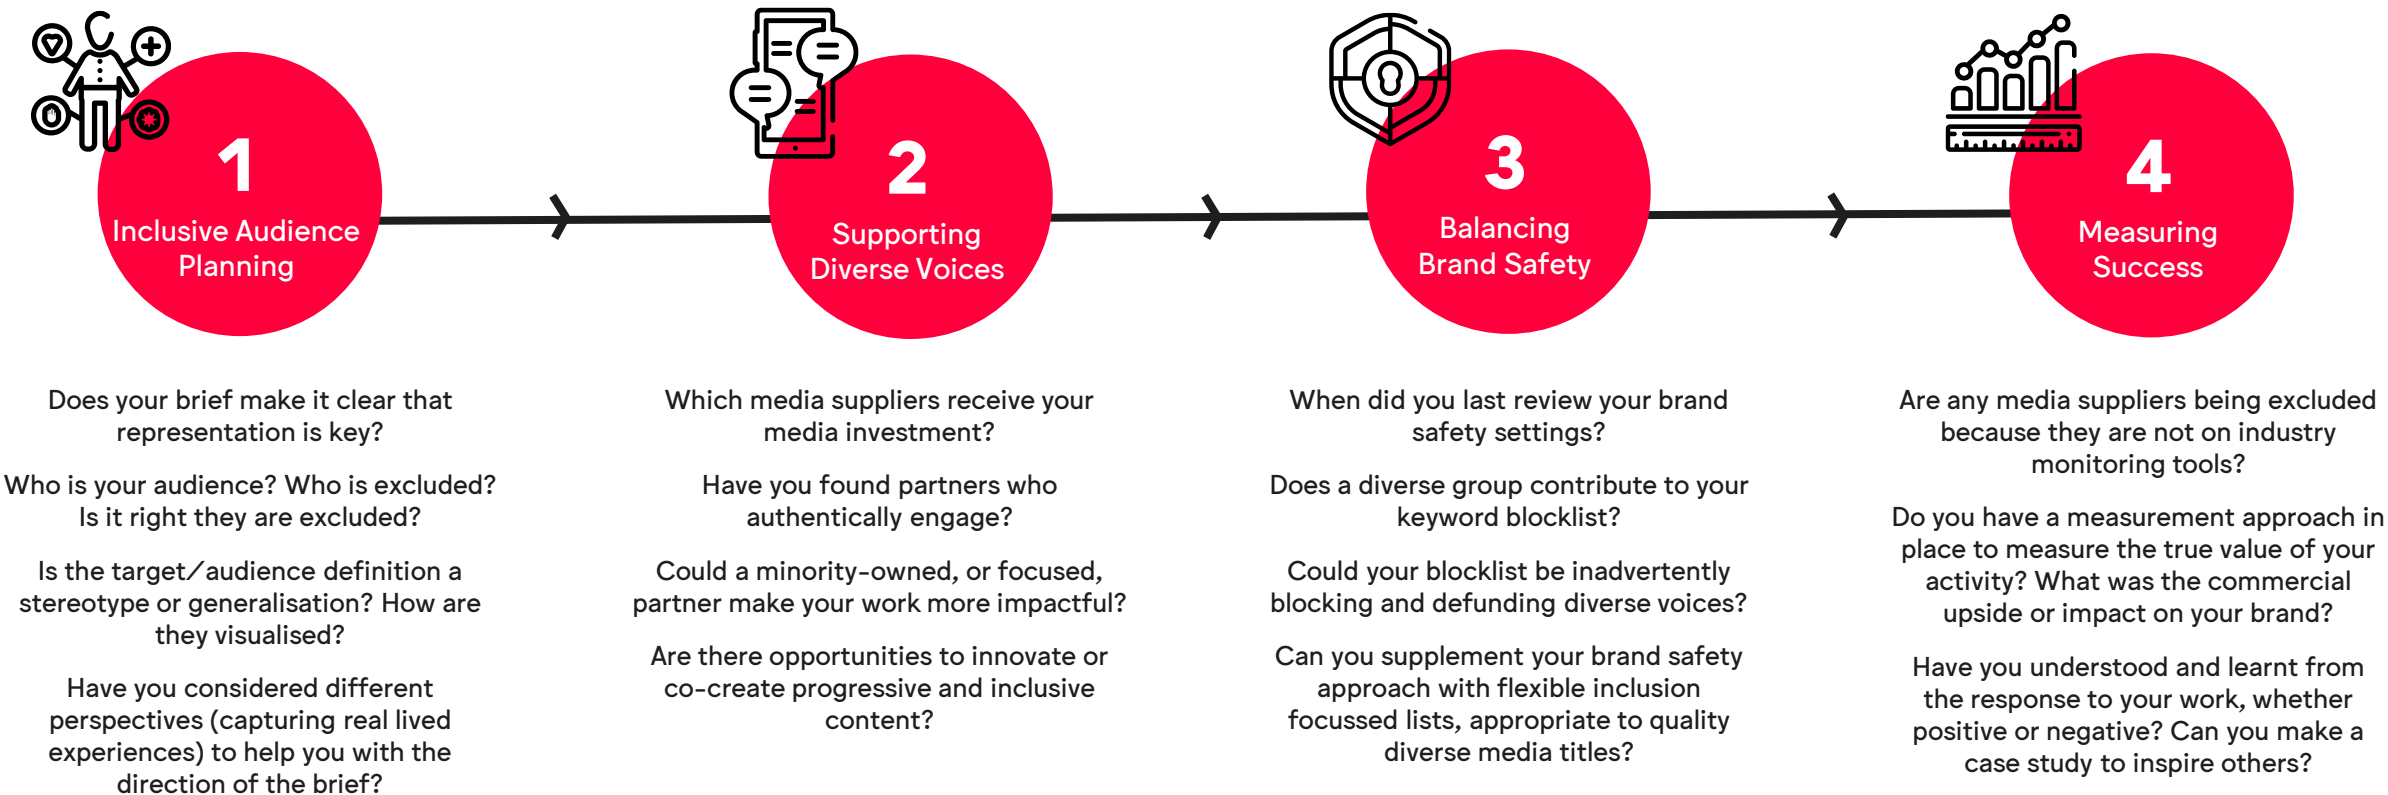 1
Inclusive Audience
Planning
Does your brief make it clear that
representation is key?
Who is your audience? Who is excluded?
Is it right they are excluded?
Is the target/audience definition a
stereotype or generalisation? How are
they visualised?
Have you considered different
perspectives (capturing real lived
experiences) to help you with the
direction of the brief?
2
Supporting
Diverse Voices
Which media suppliers receive your
media investment?
Have you found partners who
authentically engage?
Could a minority-owned, or focused,
partner make your work more impactful?
Are there opportunities to innovate or
co-create progressive and inclusive
content?
3
Balancing
Brand Safety
When did you last review your brand
safety settings?
Does a diverse group contribute to your
keyword blocklist?
Could your blocklist be inadvertently
blocking and defunding diverse voices?
Can you supplement your brand safety
approach with flexible inclusion
focussed lists, appropriate to quality
diverse media titles?
4
Measuring
Success
Are any media suppliers being excluded
because they are not on industry
monitoring tools?
Do you have a measurement approach in
place to measure the true value of your
activity? What was the commercial
upside or impact on your brand?
Have you understood and learnt from
the response to your work, whether
positive or negative? Can you make a
case study to inspire others?